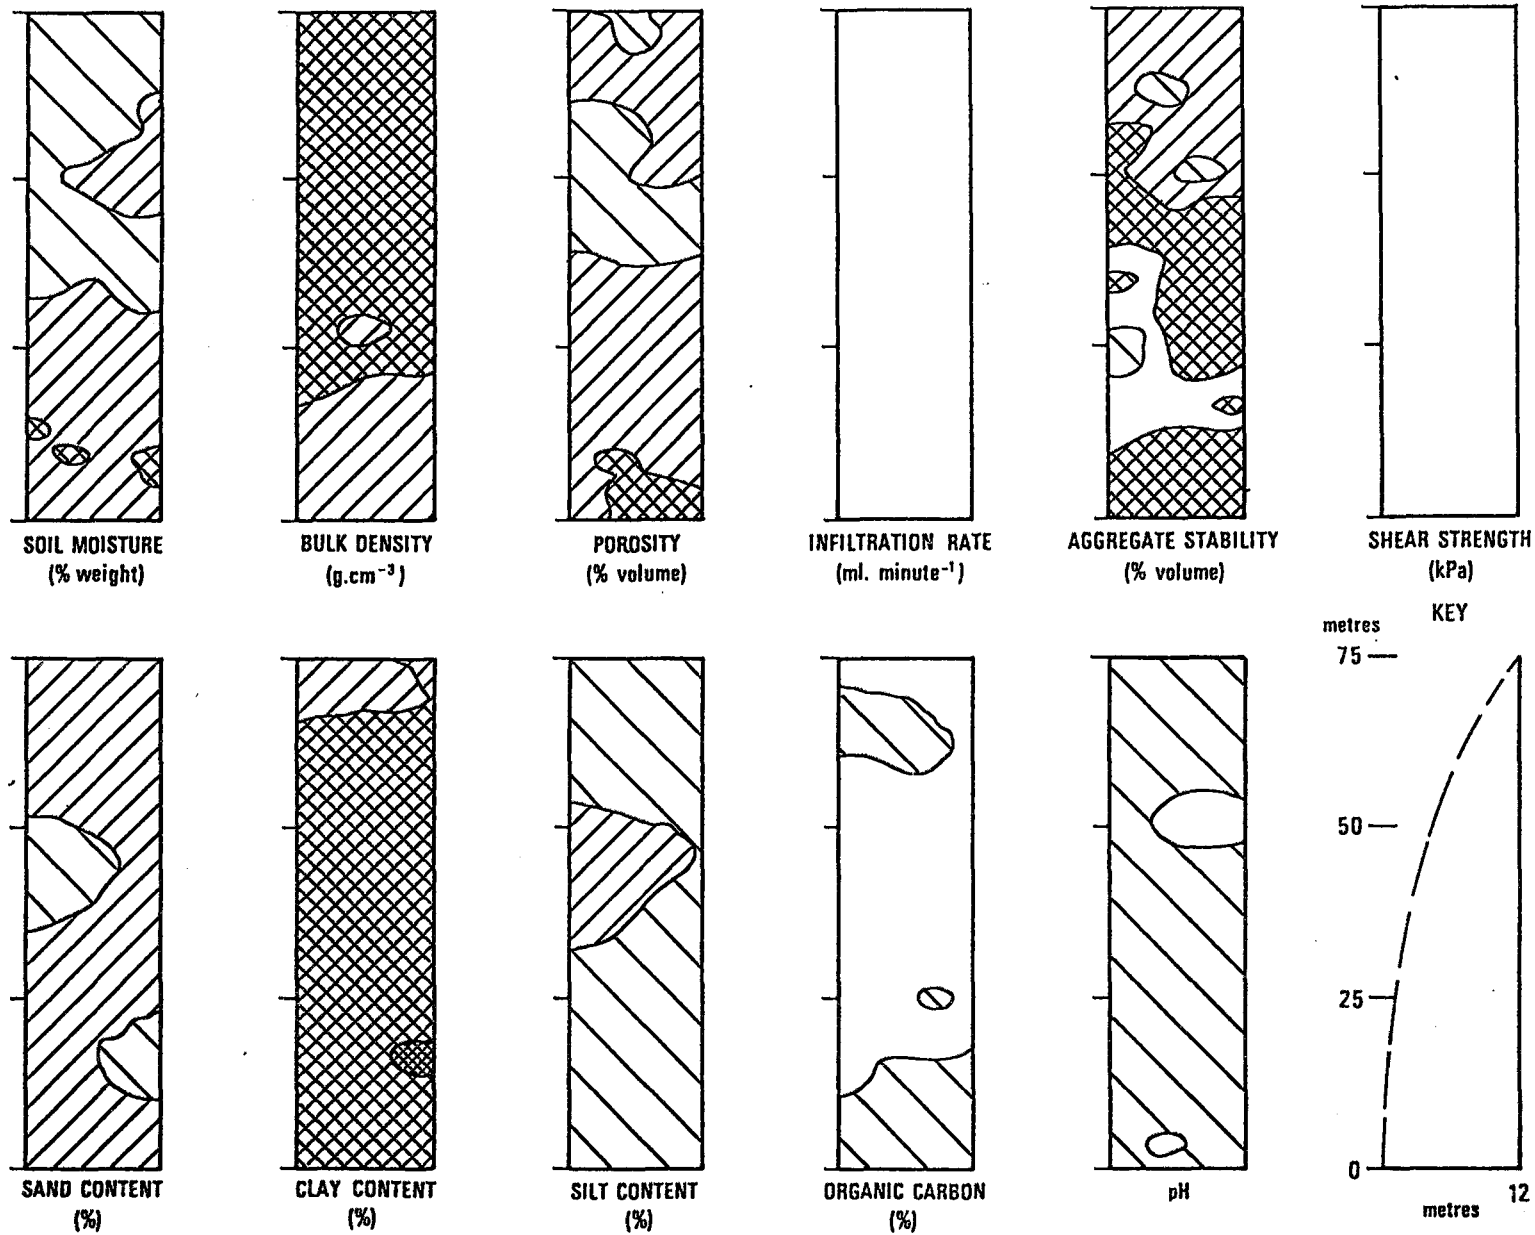 SOIL MOISTURE
(% weight)
BULK DENSITY
(g.cm⁻³)
POROSITY
(% volume)
INFILTRATION RATE
(ml. minute⁻¹)
AGGREGATE STABILITY
(% volume)
SHEAR STRENGTH
(kPa)
KEY
metres
75
50
25
0
12
metres
SAND CONTENT
(%)
CLAY CONTENT
(%)
SILT CONTENT
(%)
ORGANIC CARBON
(%)
pH